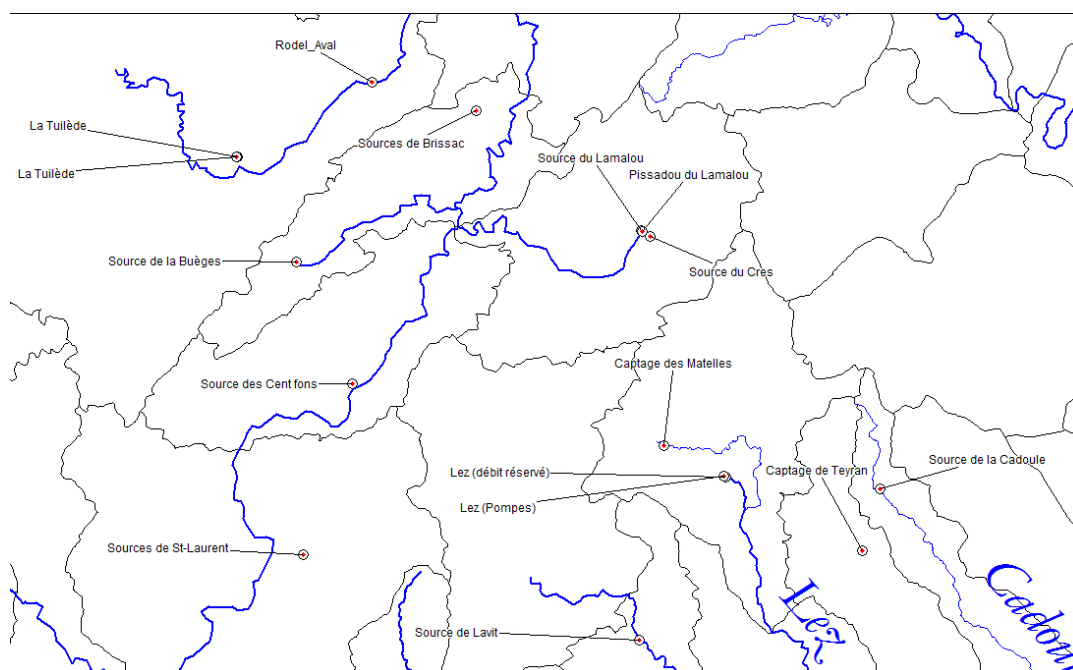 Rodel_Aval
La Tuilède
Sources de Brissac
La Tuilède
Source du Lamalou
Pissadou du Lamalou
Source de la Buèges
Source du Cres
Captage des Matelles
Source des Cent fons
Lez (débit réservé)
Captage de Teyran
Source de la Cadoule
Lez (Pompes)
Sources de St-Laurent
Lez
Cadou
Source de Lavit